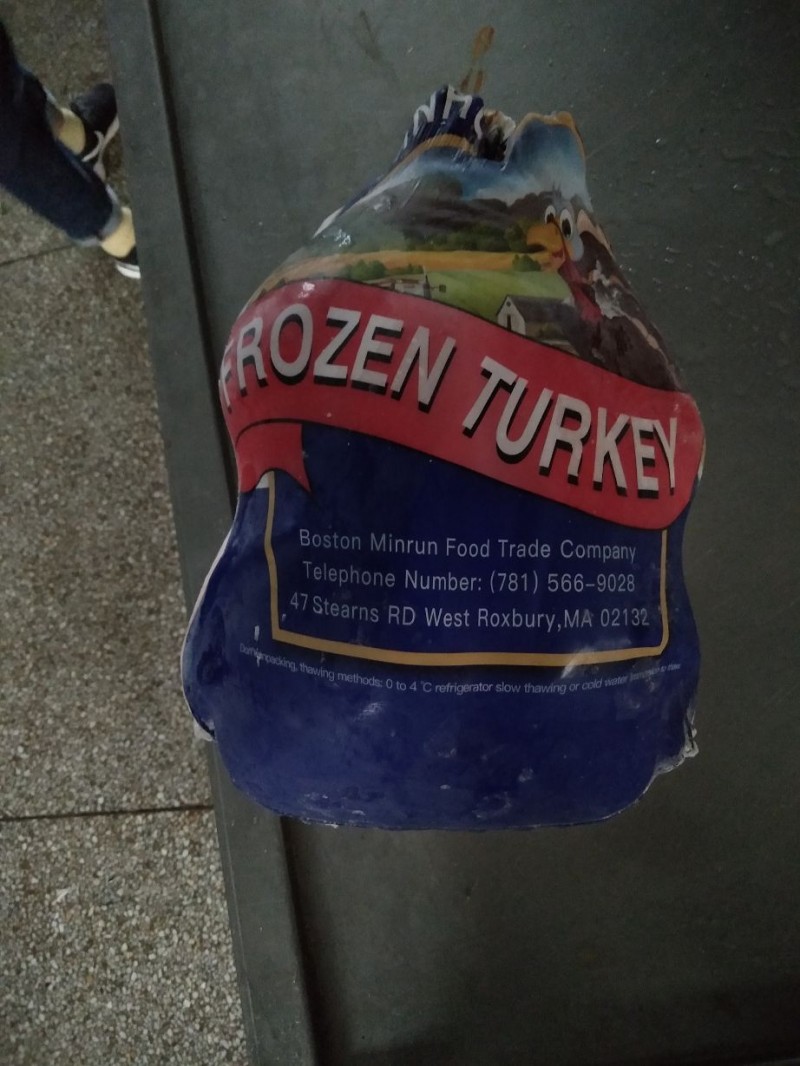 FROZEN TURKEY
Boston Minrun Food Trade Company
Telephone Number: (781) 566-9028
47 Stearns RD West Roxbury,MA 02132
thawing methods: 0 to 4 ℃ refrigerator slow thawing or cold water